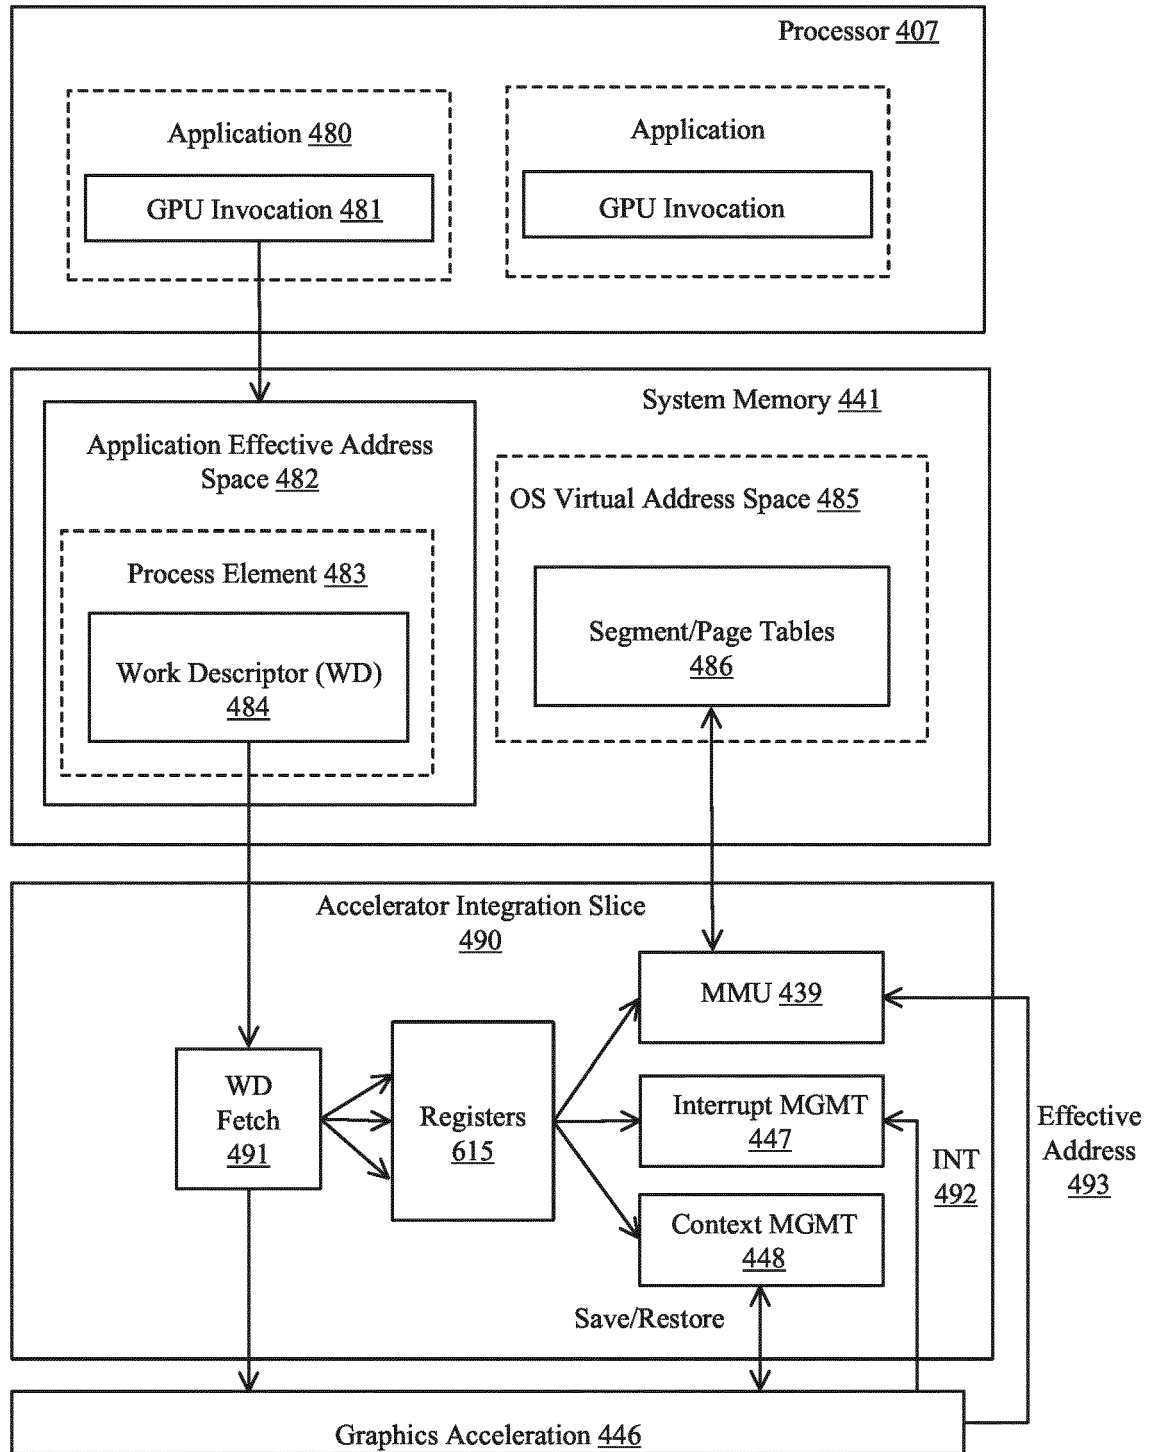 Processor 407
Application 480
GPU Invocation 481
Application
GPU Invocation
System Memory 441
Application Effective Address
Space 482
Process Element 483
Work Descriptor (WD)
484
OS Virtual Address Space 485
Segment/Page Tables
486
Accelerator Integration Slice
490
WD
Fetch
491
Registers
615
MMU 439
Interrupt MGMT
447
Context MGMT
448
Save/Restore
INT
492
Effective
Address
493
Graphics Acceleration 446